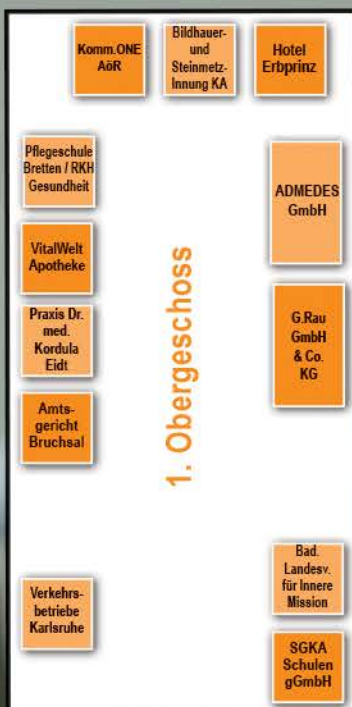 Komm.ONE
AöR
Bildhauer-
und
Steinmetz-
Innung KA
Hotel
Erbprinz
Pflegeschule
Bretten / RKH
Gesundheit
ADMEDES
GmbH
VitalWelt
Apotheke
1. Obergeschoss
G.Rau
GmbH
& Co.
KG
Praxis Dr.
med.
Kordula
Eidt
Amts-
gericht
Bruchsal
Bad.
Landesv.
für Innere
Mission
Verkehrs-
betriebe
Karlsruhe
SGKA
Schulen
gGmbH